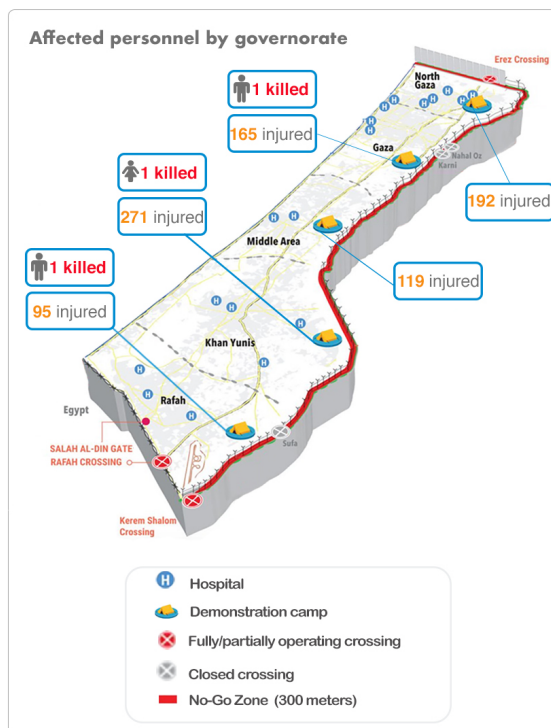 Affected personnel by governorate
Erez Crossing
North
Gaza
1 killed
165 injured
Gaza
Nahal Oz
Karni
1 killed
271 injured
192 injured
Middle Area
119 injured
1 killed
95 injured
Khan Yunis
Rafah
Egypt
SALAH AL-DIN GATE
RAFAH CROSSING
Sufa
Kerem Shalom
Crossing
H Hospital
Demonstration camp
Fully/partially operating crossing
Closed crossing
No-Go Zone (300 meters)